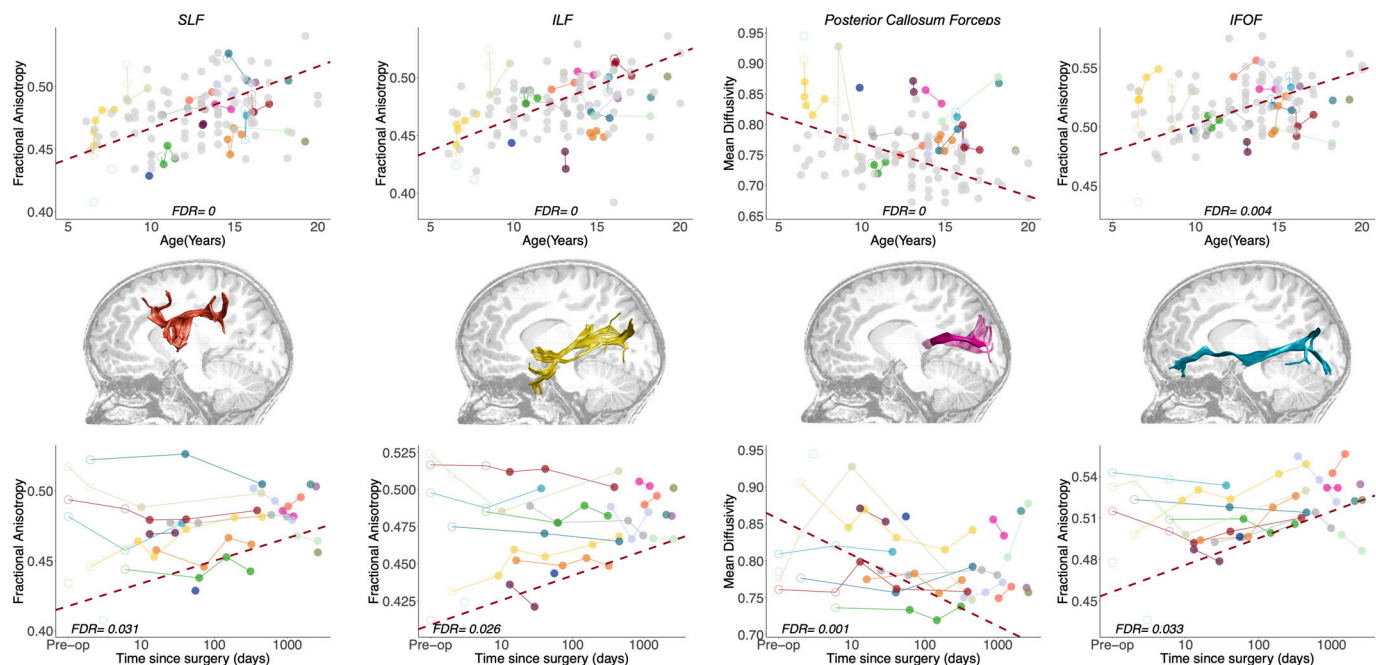 SLF
ILF
Posterior Callosum Forceps
IFOF
Fractional Anisotropy
0.50
0.45
0.40
FDR= 0
5 10 15 20
Age(Years)
Fractional Anisotropy
0.50
0.45
0.40
FDR= 0
5 10 15 20
Age(Years)
Mean Diffusivity
0.95
0.90
0.85
0.80
0.75
0.70
0.65
FDR= 0
5 10 15 20
Age(Years)
Fractional Anisotropy
0.55
0.50
0.45
FDR= 0.004
5 10 15 20
Age(Years)
Fractional Anisotropy
0.50
0.45
0.40
FDR= 0.031
Pre-op 10 100 1000
Time since surgery (days)
Fractional Anisotropy
0.525
0.500
0.475
0.450
0.425
FDR= 0.026
Pre-op 10 100 1000
Time since surgery (days)
Mean Diffusivity
0.95
0.90
0.85
0.80
0.75
0.70
FDR= 0.001
Pre-op 10 100 1000
Time since surgery (days)
Fractional Anisotropy
0.54
0.51
0.48
0.45
FDR= 0.033
Pre-op 10 100 1000
Time since surgery (days)